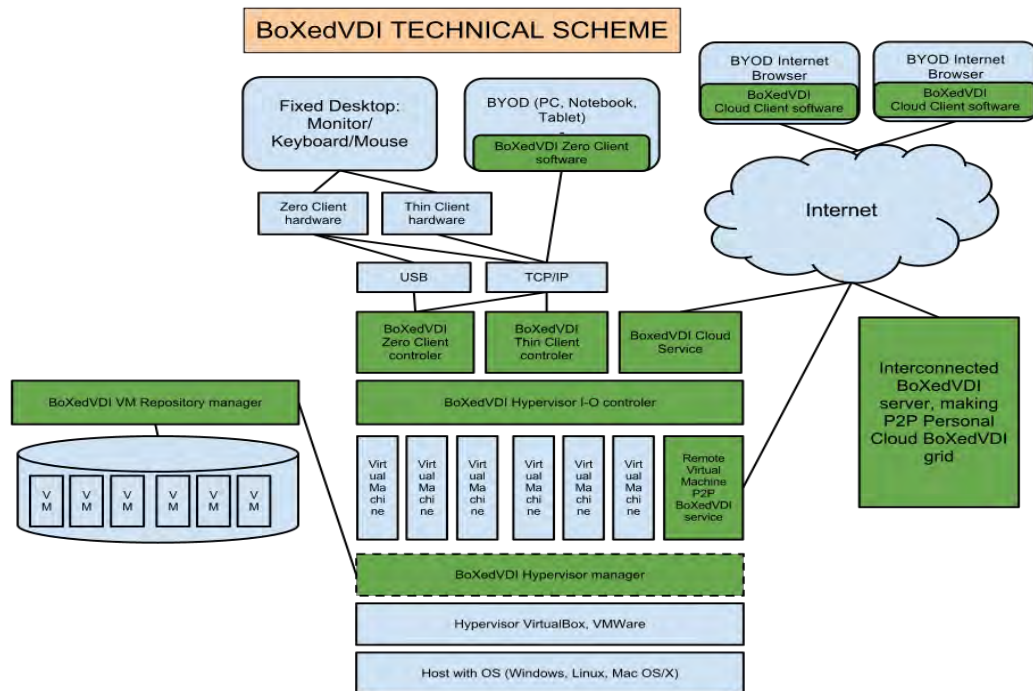 BoXedVDI TECHNICAL SCHEME
BYOD Internet
Browser
BoXedVDI
Cloud Client software
BYOD Internet
Browser
BoXedVDI
Cloud Client software
Fixed Desktop:
Monitor/
Keyboard/Mouse
BYOD (PC, Notebook,
Tablet)
-
BoXedVDI Zero Client
software
Internet
Zero Client
hardware
Thin Client
hardware
USB
TCP/IP
BoXedVDI
Zero Client
controler
BoXedVDI
Thin Client
controler
BoxedVDI Cloud
Service
Interconnected
BoXedVDI
server, making
P2P Personal
Cloud BoXedVDI
grid
BoXedVDI VM Repository manager
BoXedVDI Hypervisor I-O controler
V
M
V
M
V
M
V
M
V
M
V
M
Virt
ual
Ma
chi
ne
Virt
ual
Ma
chi
ne
Virt
ual
Ma
chi
ne
Virt
ual
Ma
chi
ne
Virt
ual
Ma
chi
ne
Virt
ual
Ma
chi
ne
Remote
Virtual
Machine
P2P
BoXedVDI
service
BoXedVDI Hypervisor manager
Hypervisor VirtualBox, VMWare
Host with OS (Windows, Linux, Mac OS/X)